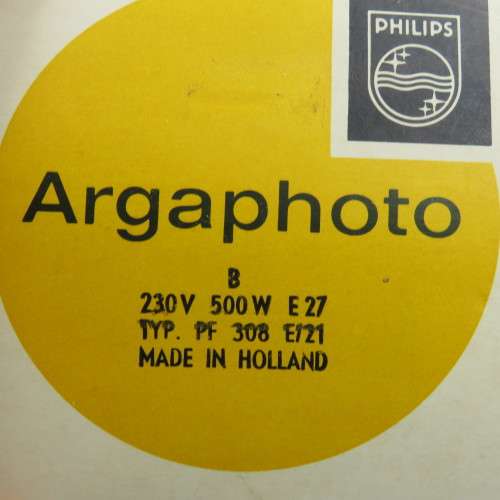 PHILIPS
Argaphoto
B
230V 500W E27
TYP. PF 308 E/21
MADE IN HOLLAND